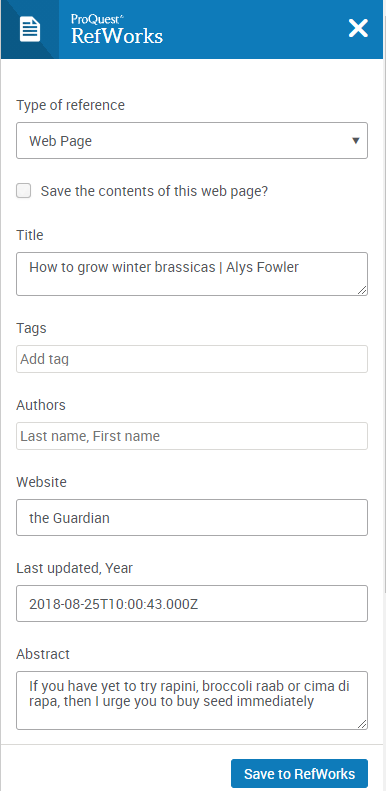 ProQuest®
RefWorks
Type of reference
Web Page
Save the contents of this web page?
Title
How to grow winter brassicas | Alys Fowler
Tags
Add tag
Authors
Last name, First name
Website
the Guardian
Last updated, Year
2018-08-25T10:00:43.000Z
Abstract
If you have yet to try rapini, broccoli raab or cima di
rapa, then I urge you to buy seed immediately
Save to RefWorks